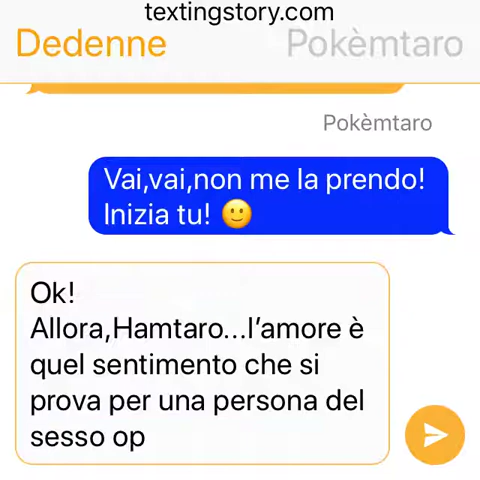 textingstory.com
Dedenne
Pokèmtaro
Pokèmtaro
Vai,vai,non me la prendo!
Inizia tu! 🙂
Ok!
Allora,Hamtaro...l'amore è
quel sentimento che si
prova per una persona del
sesso op